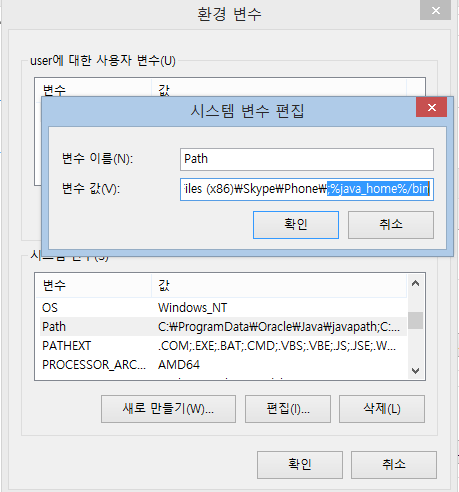 환경 변수
user에 대한 사용자 변수(U)
변수 값
시스템 변수 편집
변수 이름(N): Path
변수 값(V): iles (x86)₩Skype₩Phone₩;%java_home%/bin
확인 취소
변수 값
OS Windows_NT
Path C:₩ProgramData₩Oracle₩Java₩javapath;C:...
PATHEXT .COM;.EXE;.BAT;.CMD;.VBS;.VBE;.JS;.JSE;.W...
PROCESSOR_ARC... AMD64
새로 만들기(W)... 편집(I)... 삭제(L)
확인 취소